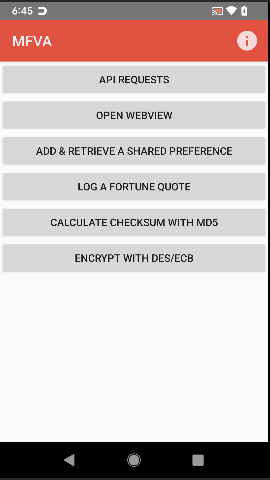 6:45
MFVA
API REQUESTS
OPEN WEBVIEW
ADD & RETRIEVE A SHARED PREFERENCE
LOG A FORTUNE QUOTE
CALCULATE CHECKSUM WITH MD5
ENCRYPT WITH DES/ECB